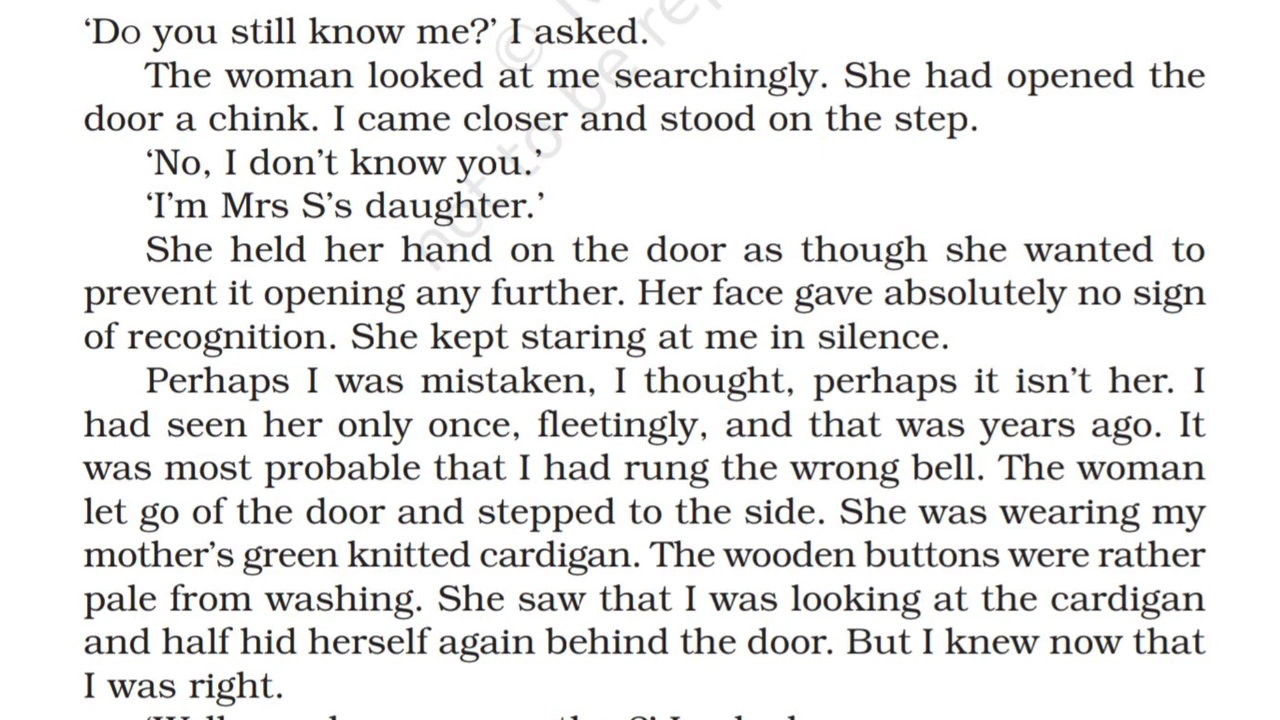 ‘Do you still know me?’ I asked.
The woman looked at me searchingly. She had opened the
door a chink. I came closer and stood on the step.
‘No, I don’t know you.’
‘I’m Mrs S’s daughter.’
She held her hand on the door as though she wanted to
prevent it opening any further. Her face gave absolutely no sign
of recognition. She kept staring at me in silence.
Perhaps I was mistaken, I thought, perhaps it isn’t her. I
had seen her only once, fleetingly, and that was years ago. It
was most probable that I had rung the wrong bell. The woman
let go of the door and stepped to the side. She was wearing my
mother’s green knitted cardigan. The wooden buttons were rather
pale from washing. She saw that I was looking at the cardigan
and half hid herself again behind the door. But I knew now that
I was right.
©
not to be rep